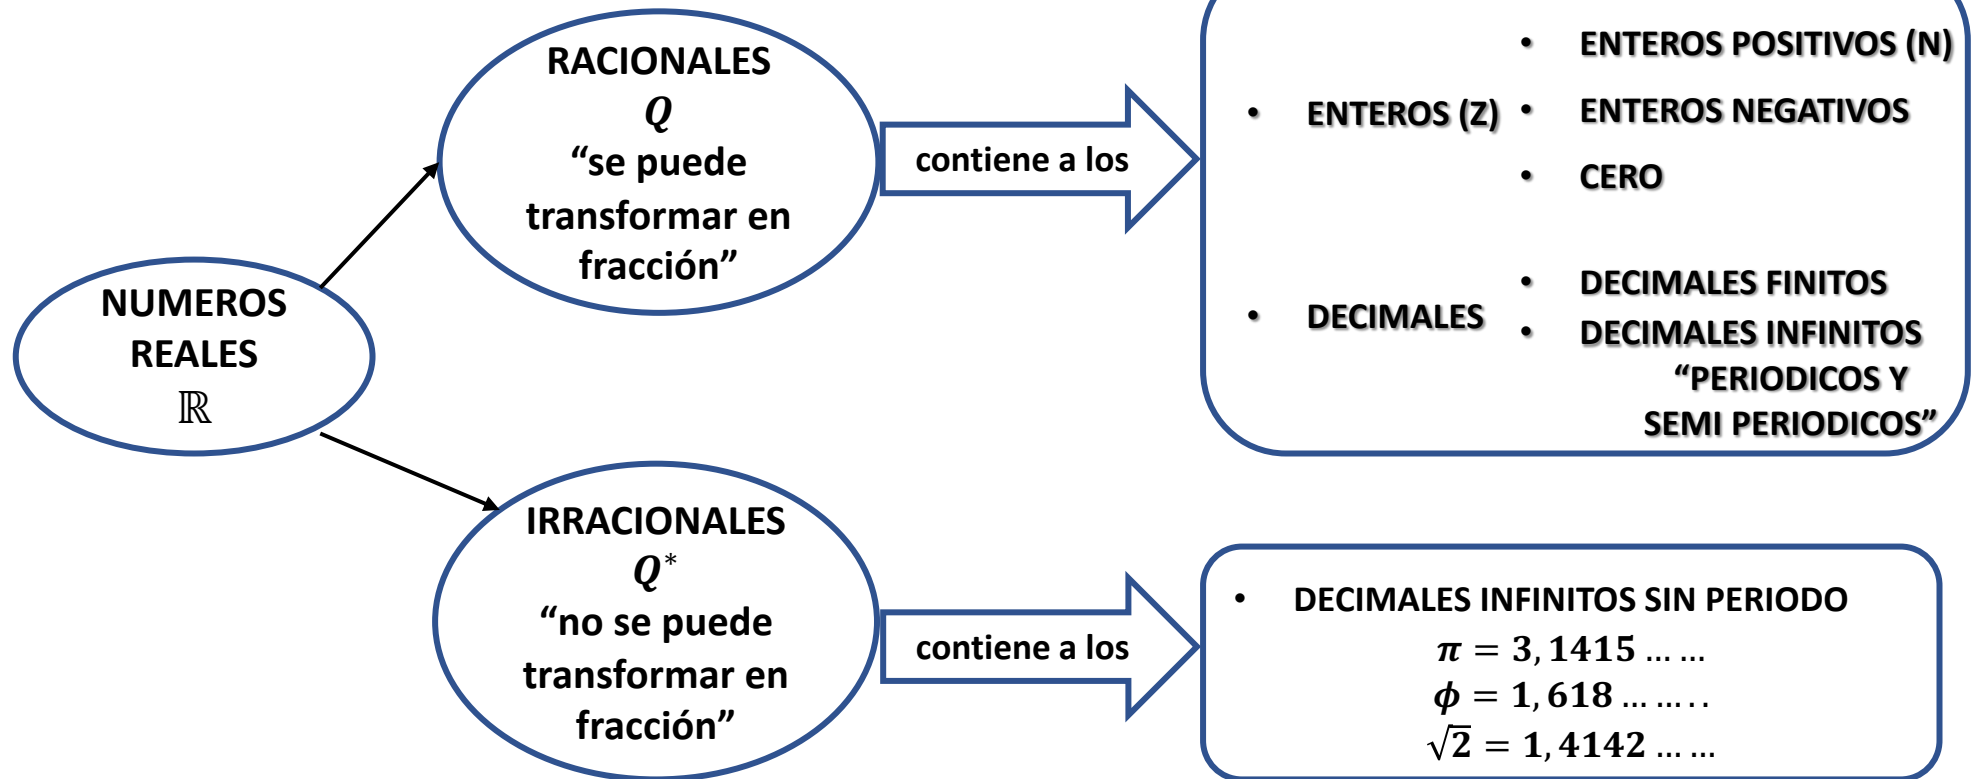 NUMEROS
REALES
ℝ
RACIONALES
Q
“se puede
transformar en
fracción”
contiene a los
• ENTEROS (Z)
• ENTEROS POSITIVOS (N)
• ENTEROS NEGATIVOS
• CERO
• DECIMALES
• DECIMALES FINITOS
• DECIMALES INFINITOS
“PERIODICOS Y
SEMI PERIODICOS”
IRRACIONALES
Q*
“no se puede
transformar en
fracción”
contiene a los
• DECIMALES INFINITOS SIN PERIODO
π = 3, 1415 … …
ϕ = 1, 618 … … . .
√2 = 1, 4142 … …